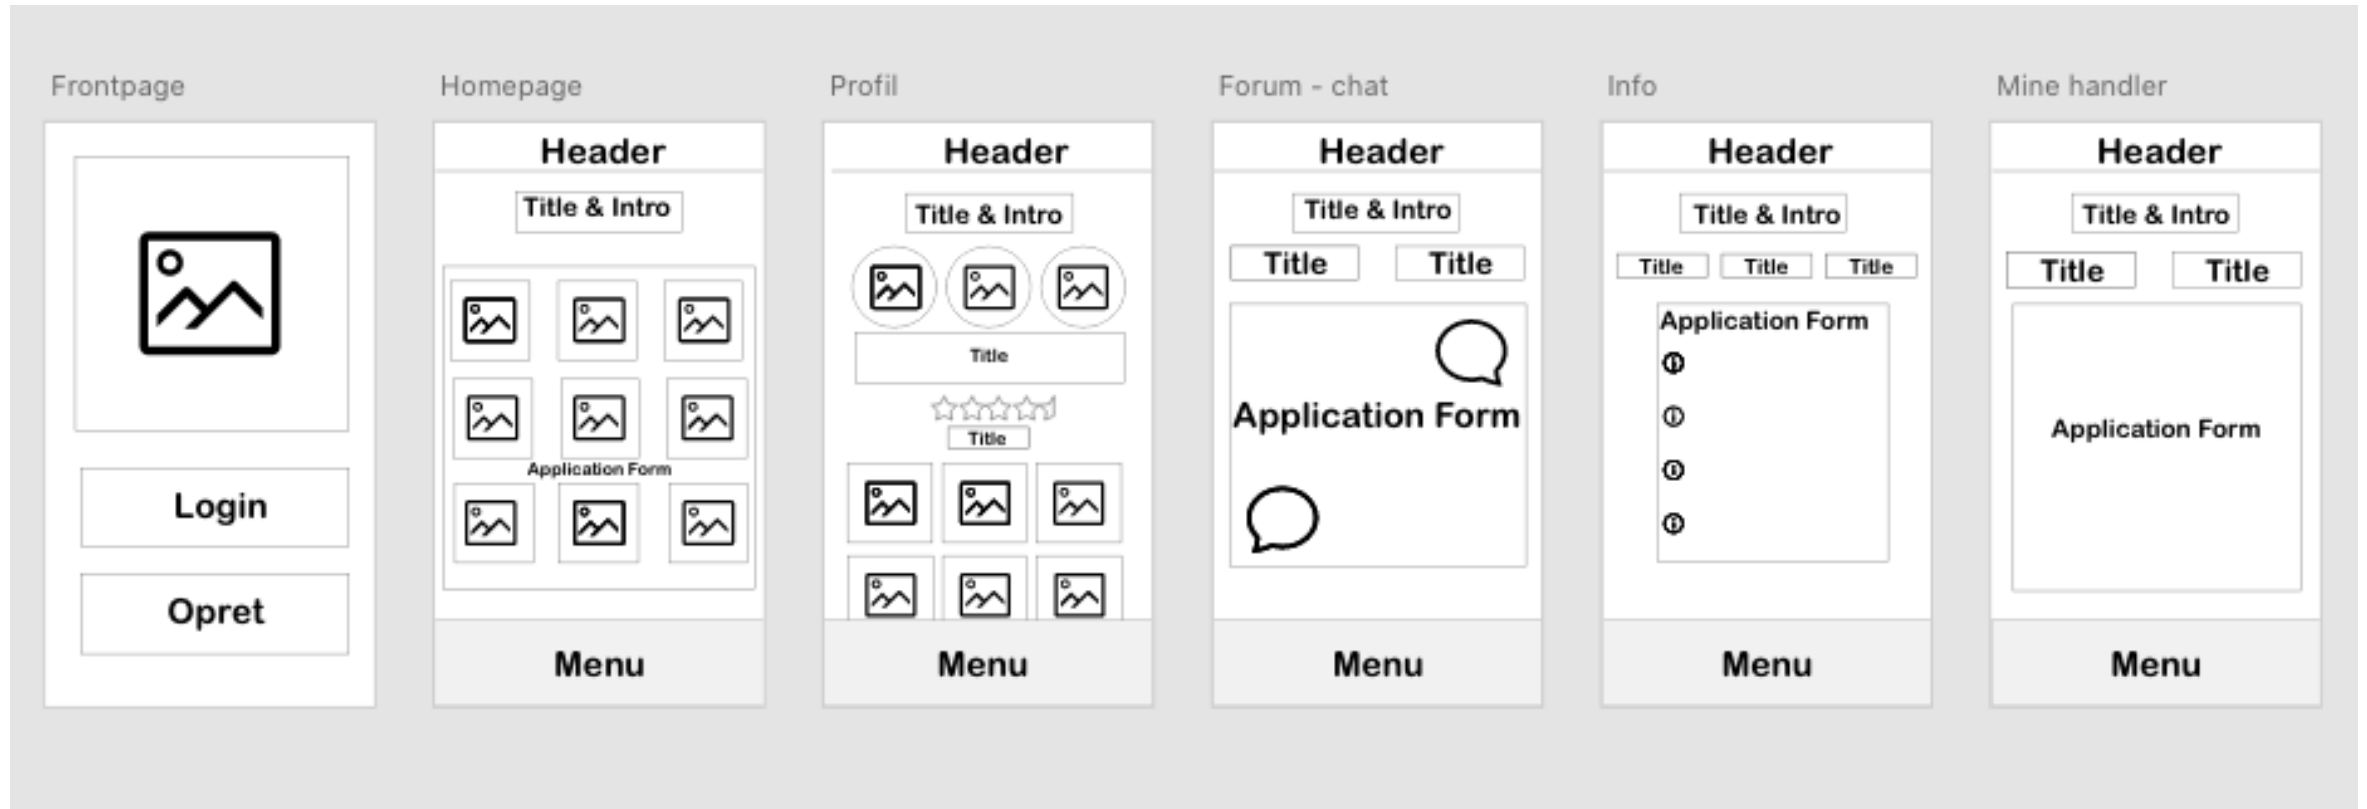 Frontpage
Login
Opret
Homepage
Header
Title & Intro
Application Form
Menu
Profil
Header
Title & Intro
Title
Title
Menu
Forum - chat
Header
Title & Intro
Title Title
Application Form
Menu
Info
Header
Title & Intro
Title Title Title
Application Form
Menu
Mine handler
Header
Title & Intro
Title Title
Application Form
Menu